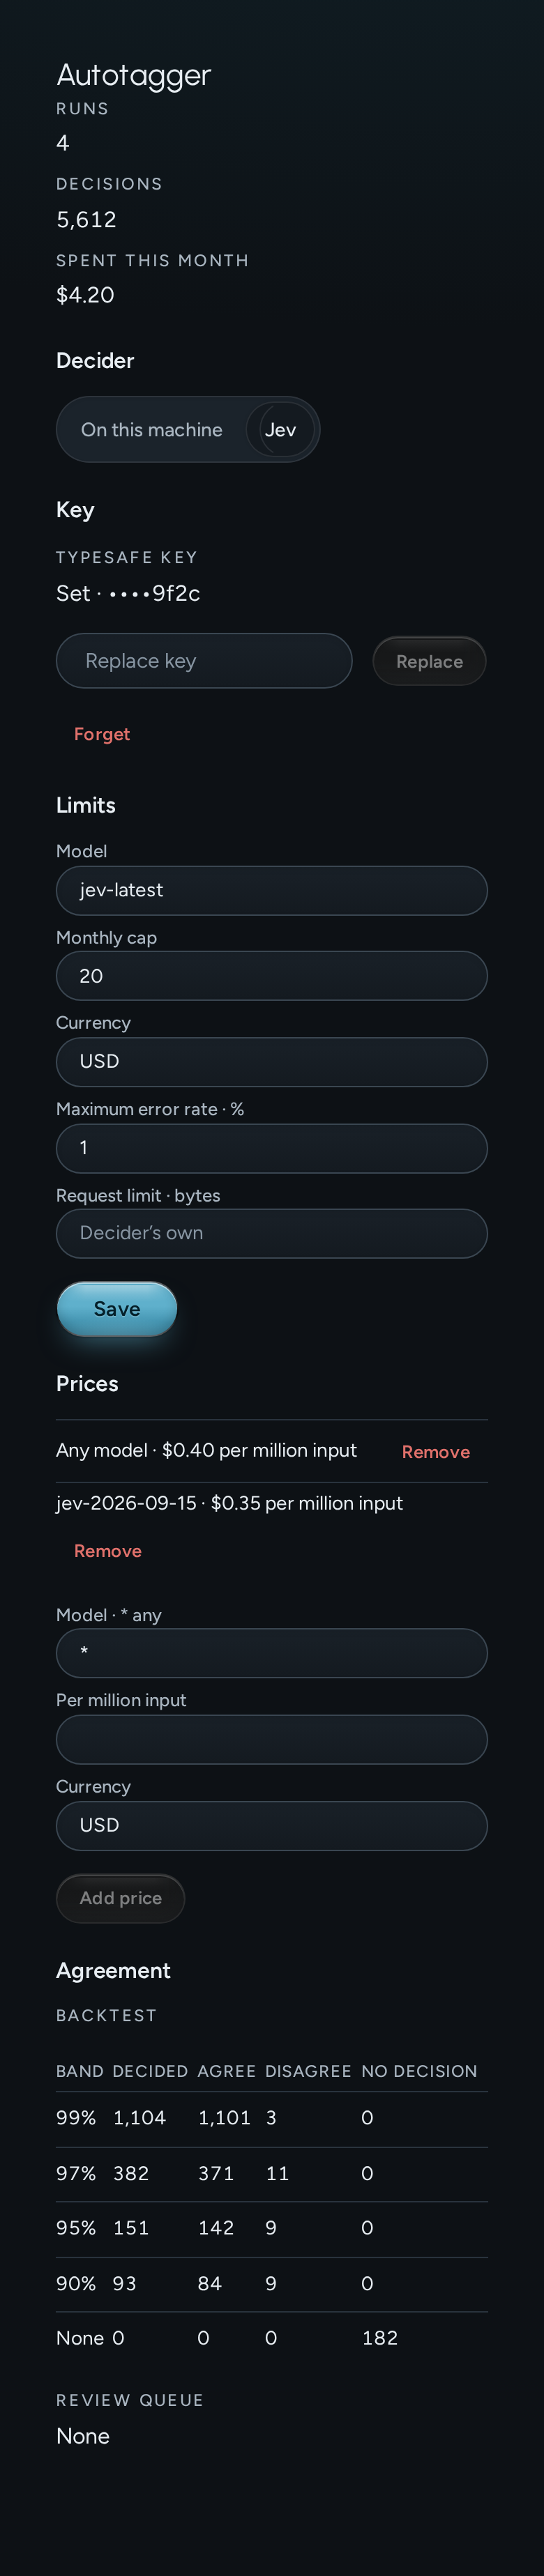 Autotagger
RUNS
4
DECISIONS
5,612
SPENT THIS MONTH
$4.20
Decider
On this machine Jev
Key
TYPESAFE KEY
Set · ••••9f2c
Replace key Replace
Forget
Limits
Model
jev-latest
Monthly cap
20
Currency
USD
Maximum error rate · %
1
Request limit · bytes
Decider’s own
Save
Prices
Any model · $0.40 per million input Remove
jev-2026-09-15 · $0.35 per million input
Remove
Model · * any
*
Per million input
Currency
USD
Add price
Agreement
BACKTEST
BAND DECIDED AGREE DISAGREE NO DECISION
99% 1,104 1,101 3 0
97% 382 371 11 0
95% 151 142 9 0
90% 93 84 9 0
None 0 0 0 182
REVIEW QUEUE
None